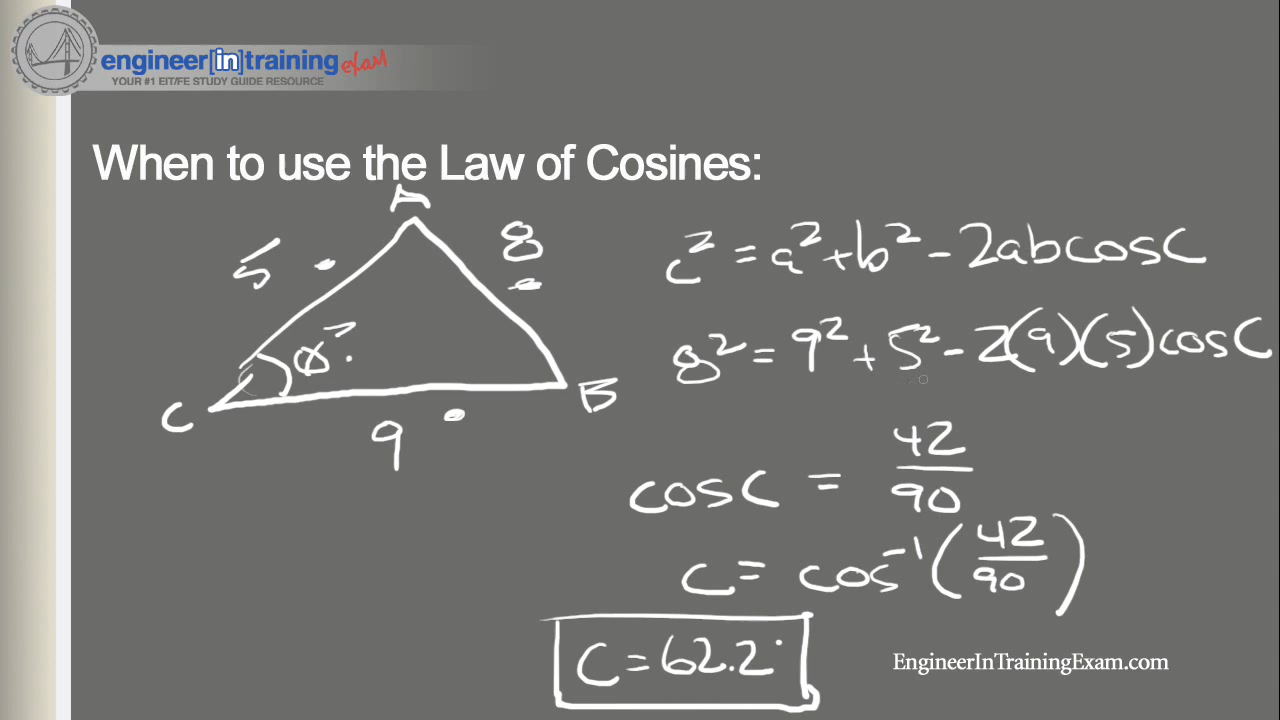 engineer[in]training exam
YOUR #1 EIT/FE STUDY GUIDE RESOURCE
When to use the Law of Cosines:
A
5
8
θ?
C
B
9
c² = a² + b² - 2abcosC
8² = 9² + 5² - 2(9)(5)cosC
cosC = 42/90
C = cos⁻¹(42/90)
C = 62.2°
EngineerInTrainingExam.com